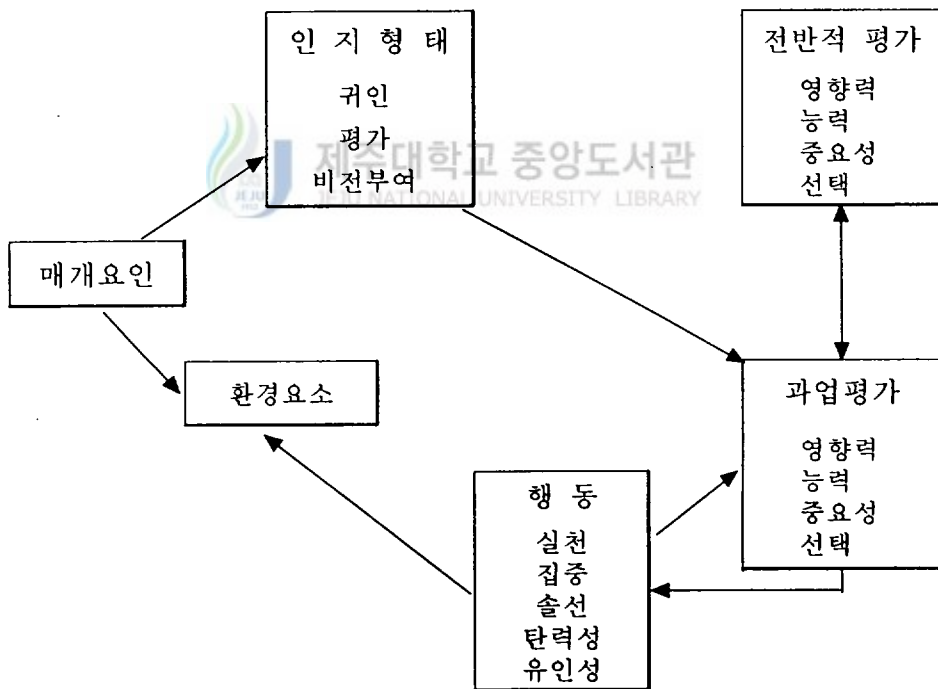 인 지 형 태
귀인
평가
비전부여
전반적 평가
영향력
능력
중요성
선택
제주대학교 중앙도서관
JEJU NATIONAL UNIVERSITY LIBRARY
매개요인
환경요소
과업평가
영향력
능력
중요성
선택
행 동
실천
집중
솔선
탄력성
유인성